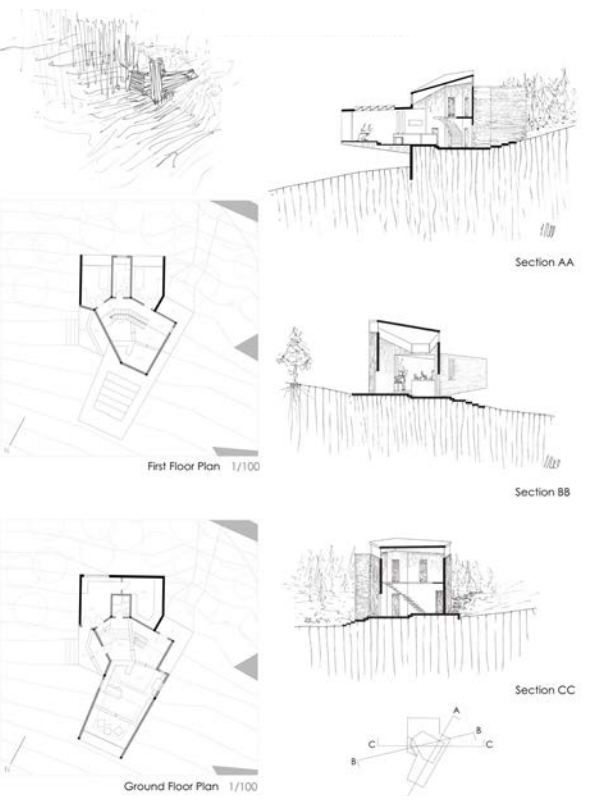 Section AA
First Floor Plan 1/100
N
Section BB
Section CC
A
B
C
C
B
Ground Floor Plan 1/100
N